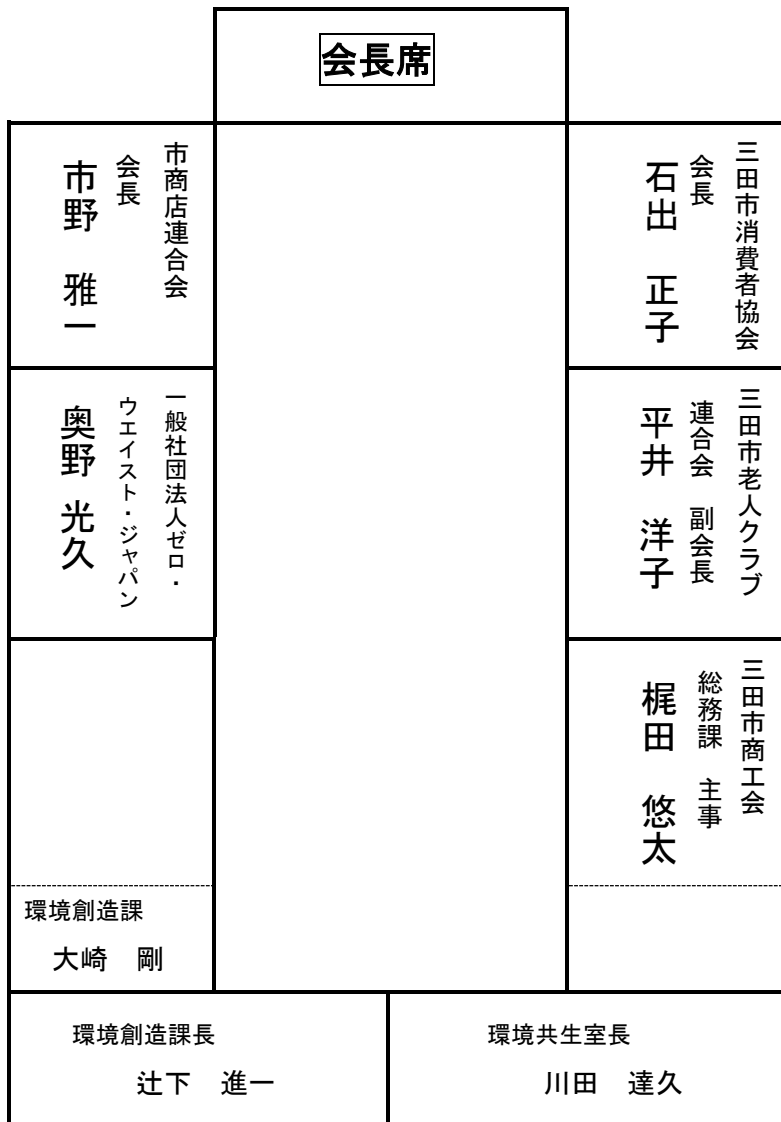 会長席
市商店連合会
会長
市野　雅一
三田市消費者協会
会長
石出　正子
一般社団法人ゼロ・
ウエイスト・ジャパン
奥野 光久
三田市老人クラブ
連合会　副会長
平井　洋子
三田市商工会
総務課　主事
梶田　悠太
環境創造課
大崎　剛
環境創造課長
辻下　進一
環境共生室長
川田　達久